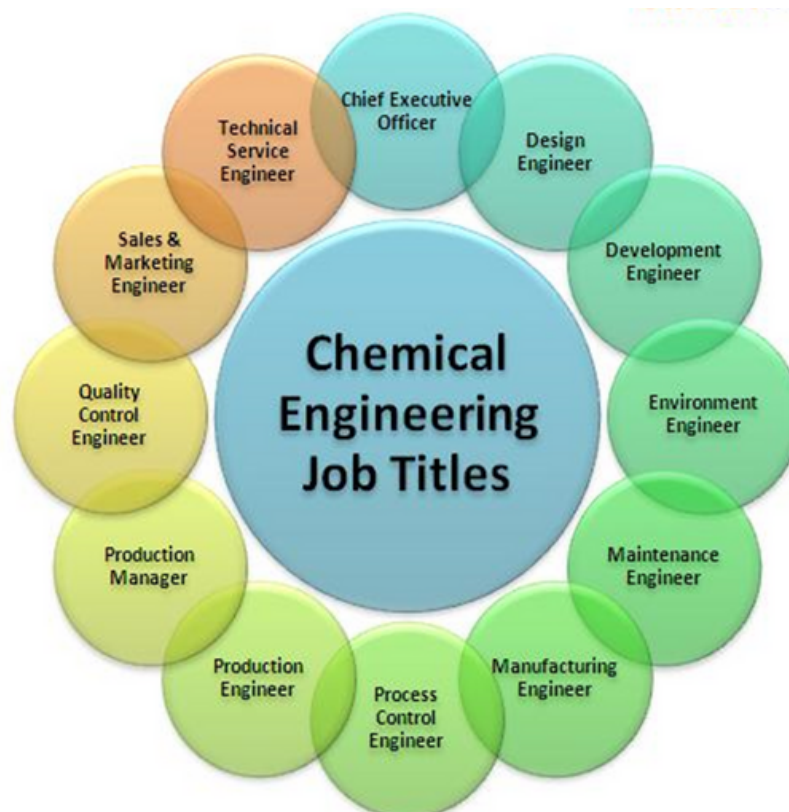 Chemical
Engineering
Job Titles
Chief Executive
Officer
Design
Engineer
Development
Engineer
Environment
Engineer
Maintenance
Engineer
Manufacturing
Engineer
Process
Control
Engineer
Production
Engineer
Production
Manager
Quality
Control
Engineer
Sales &
Marketing
Engineer
Technical
Service
Engineer